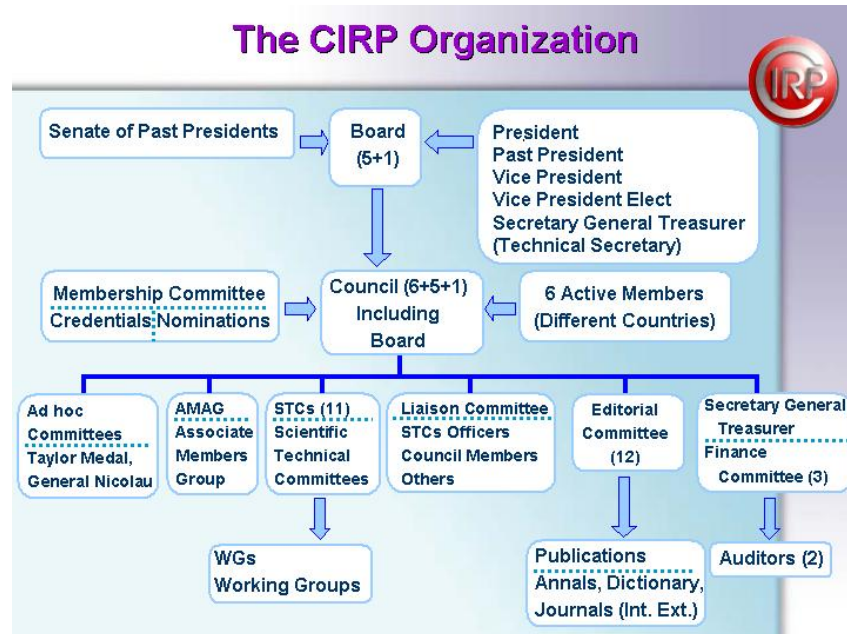 The CIRP Organization
CIRP
Senate of Past Presidents
Board
(5+1)
President
Past President
Vice President
Vice President Elect
Secretary General Treasurer
(Technical Secretary)
Membership Committee
Credentials Nominations
Council (6+5+1)
Including
Board
6 Active Members
(Different Countries)
Ad hoc
Committees
Taylor Medal,
General Nicolau
AMAG
Associate
Members
Group
STCs (11)
Scientific
Technical
Committees
Liaison Committee
STCs Officers
Council Members
Others
Editorial
Committee
(12)
Secretary General
Treasurer
Finance
Committee (3)
WGs
Working Groups
Publications
Annals, Dictionary,
Journals (Int. Ext.)
Auditors (2)